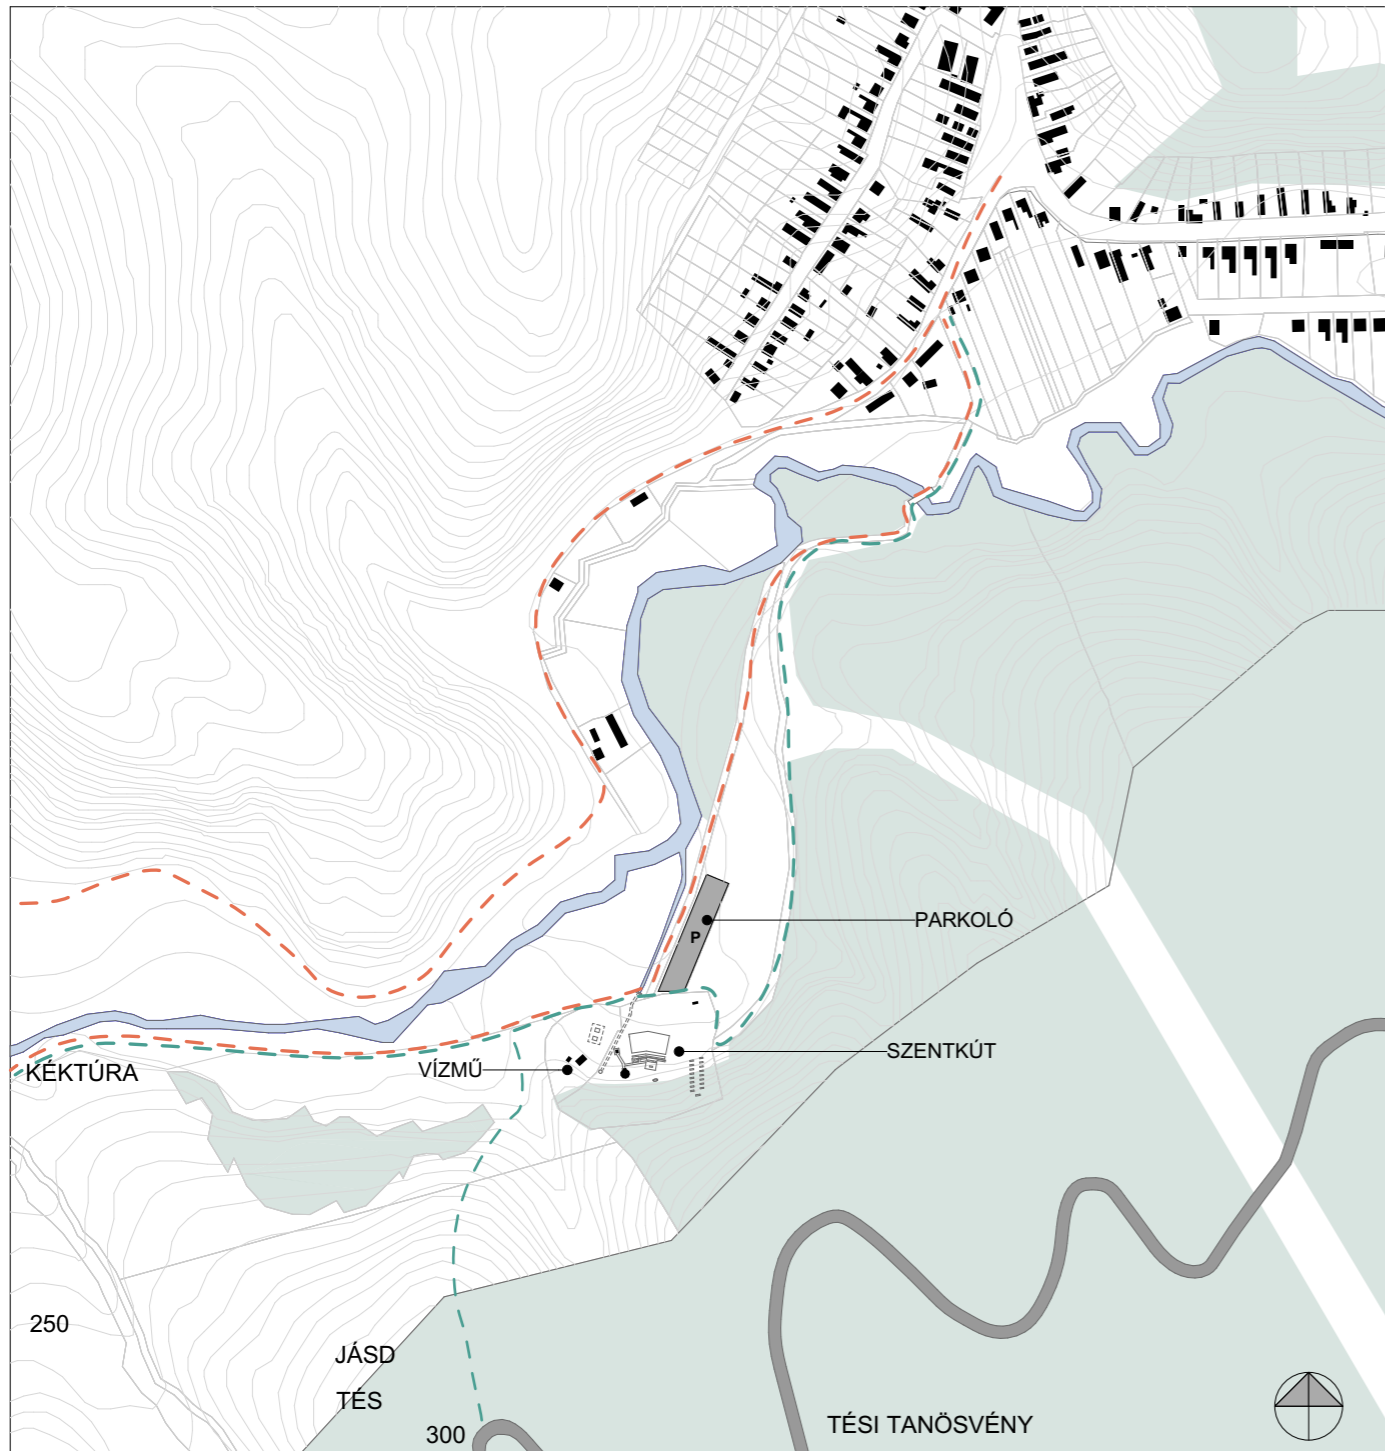 PARKOLÓ
P
SZENTKÚT
VÍZMŰ
KÉKTÚRA
250
JÁSD
TÉS
300
TÉSI TANÖSVÉNY